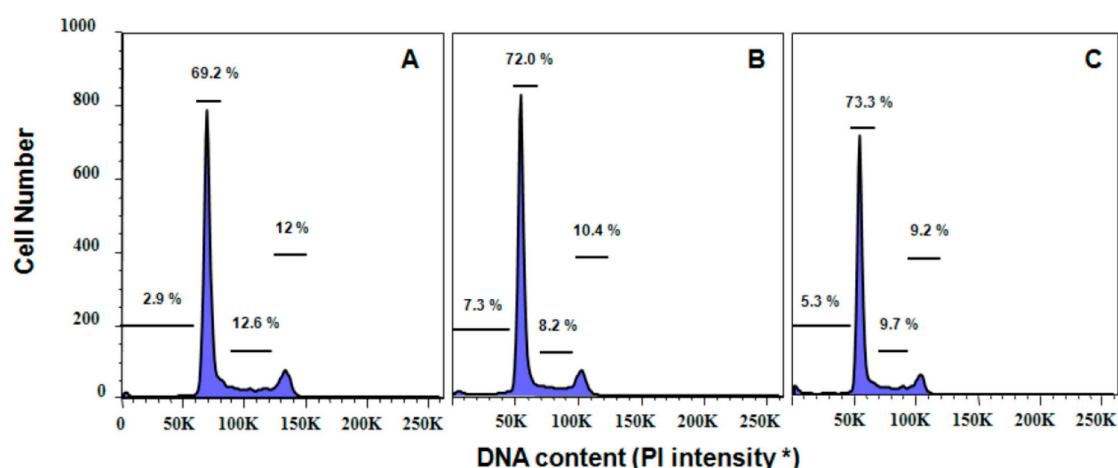 1000
800
600
400
200
0
Cell Number
A
69.2 %
12 %
2.9 %
12.6 %
B
72.0 %
10.4 %
7.3 %
8.2 %
C
73.3 %
9.2 %
5.3 %
9.7 %
0 50K 100K 150K 200K 250K
50K 100K 150K 200K 250K
50K 100K 150K 200K 250K
DNA content (PI intensity *)